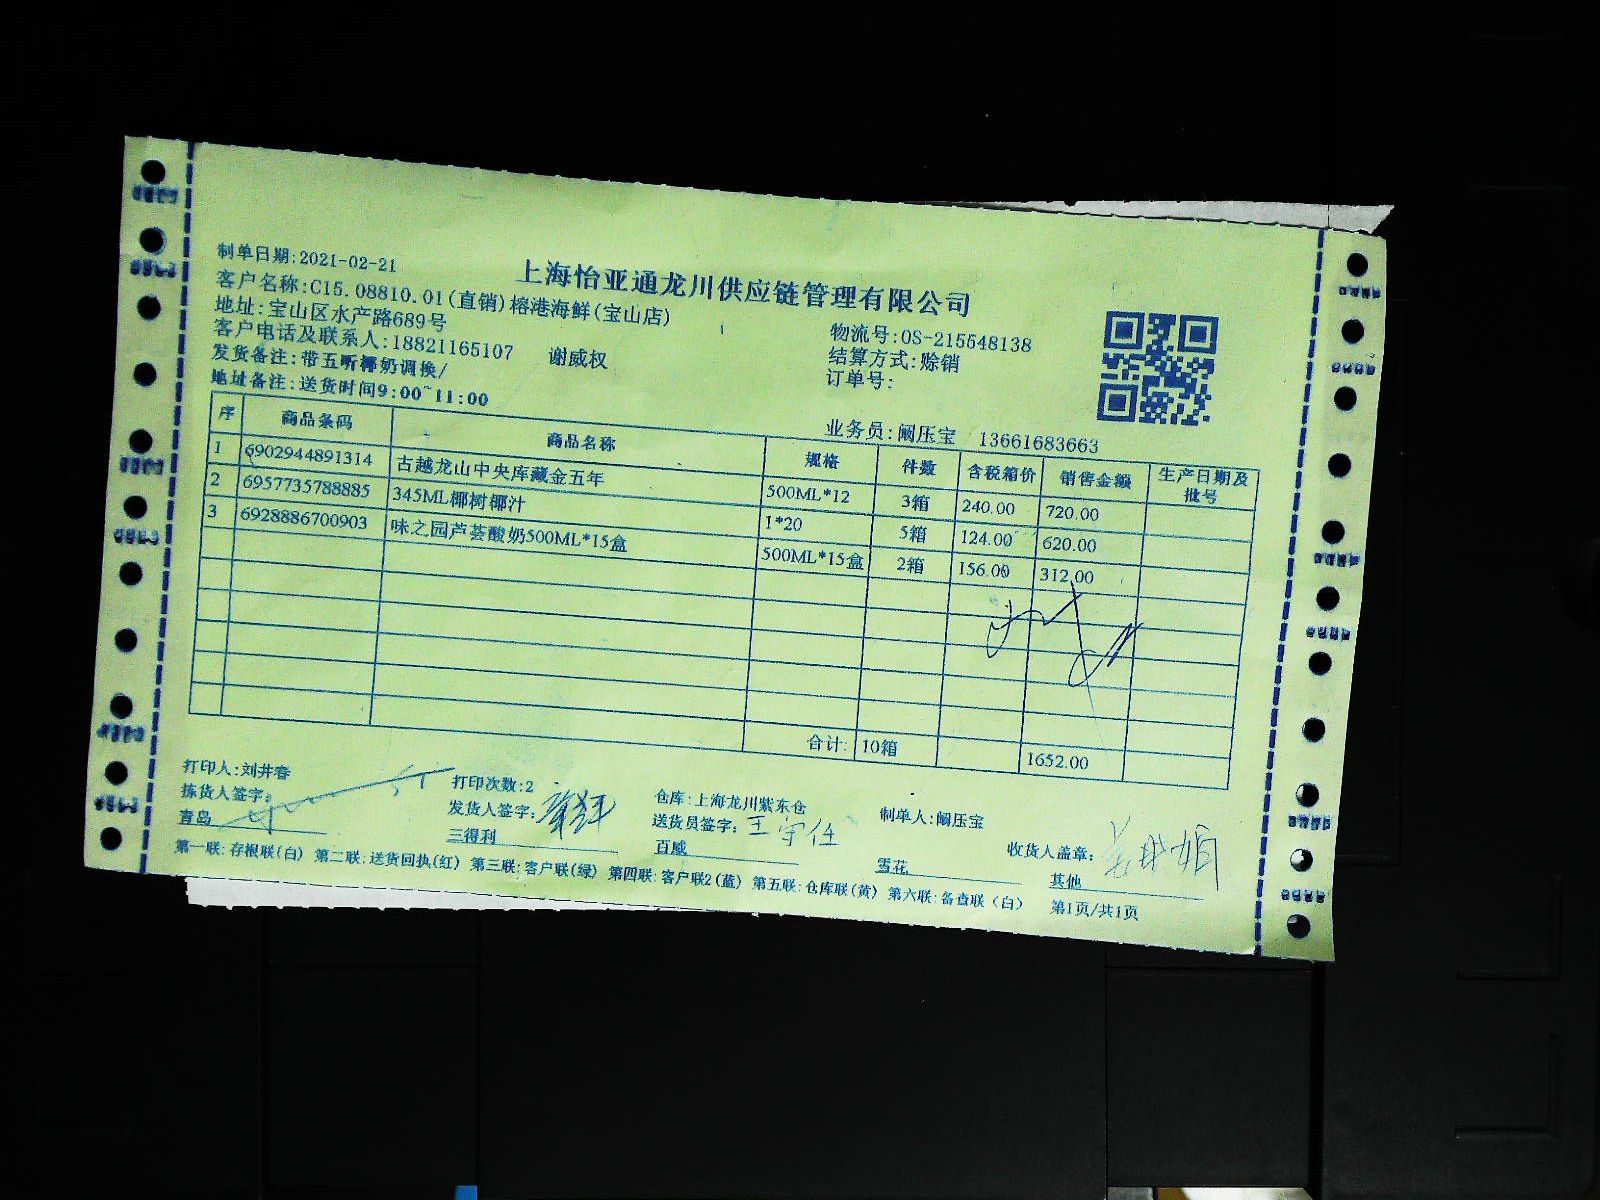 上海怡亚通龙川供应链管理有限公司
制单日期:2021-02-21
客户名称:C15.08810.01(直销)榕港海鲜(宝山店)
地址:宝山区水产路689号
客户电话及联系人:18821165107 谢威权
发货备注:带五听椰奶调换/
地址备注:送货时间9:00~11:00
物流号:OS-215548138
结算方式:赊销
订单号:
业务员:阚压宝 13661683663
序 商品条码 商品名称 规格 件数 含税箱价 销售金额 生产日期及批号
1 6902944891314 古越龙山中央库藏金五年 500ML*12 3箱 240.00 720.00
2 6957735788885 345ML椰树椰汁 1*20 5箱 124.00 620.00
3 6928886700903 味之园芦荟酸奶500ML*15盒 500ML*15盒 2箱 156.00 312.00
合计: 10箱 1652.00
打印人:刘井春 打印次数:2 仓库:上海龙川紫东仓 制单人:阚压宝
拣货人签字: 发货人签字: 送货员签字: 王守任 收货人盖章:
青岛 三得利 百威 雪花 其他
第一联:存根联(白) 第二联:送货回执(红) 第三联:客户联(绿) 第四联:客户联2(蓝) 第五联:仓库联(黄) 第六联:备查联(白) 第1页/共1页